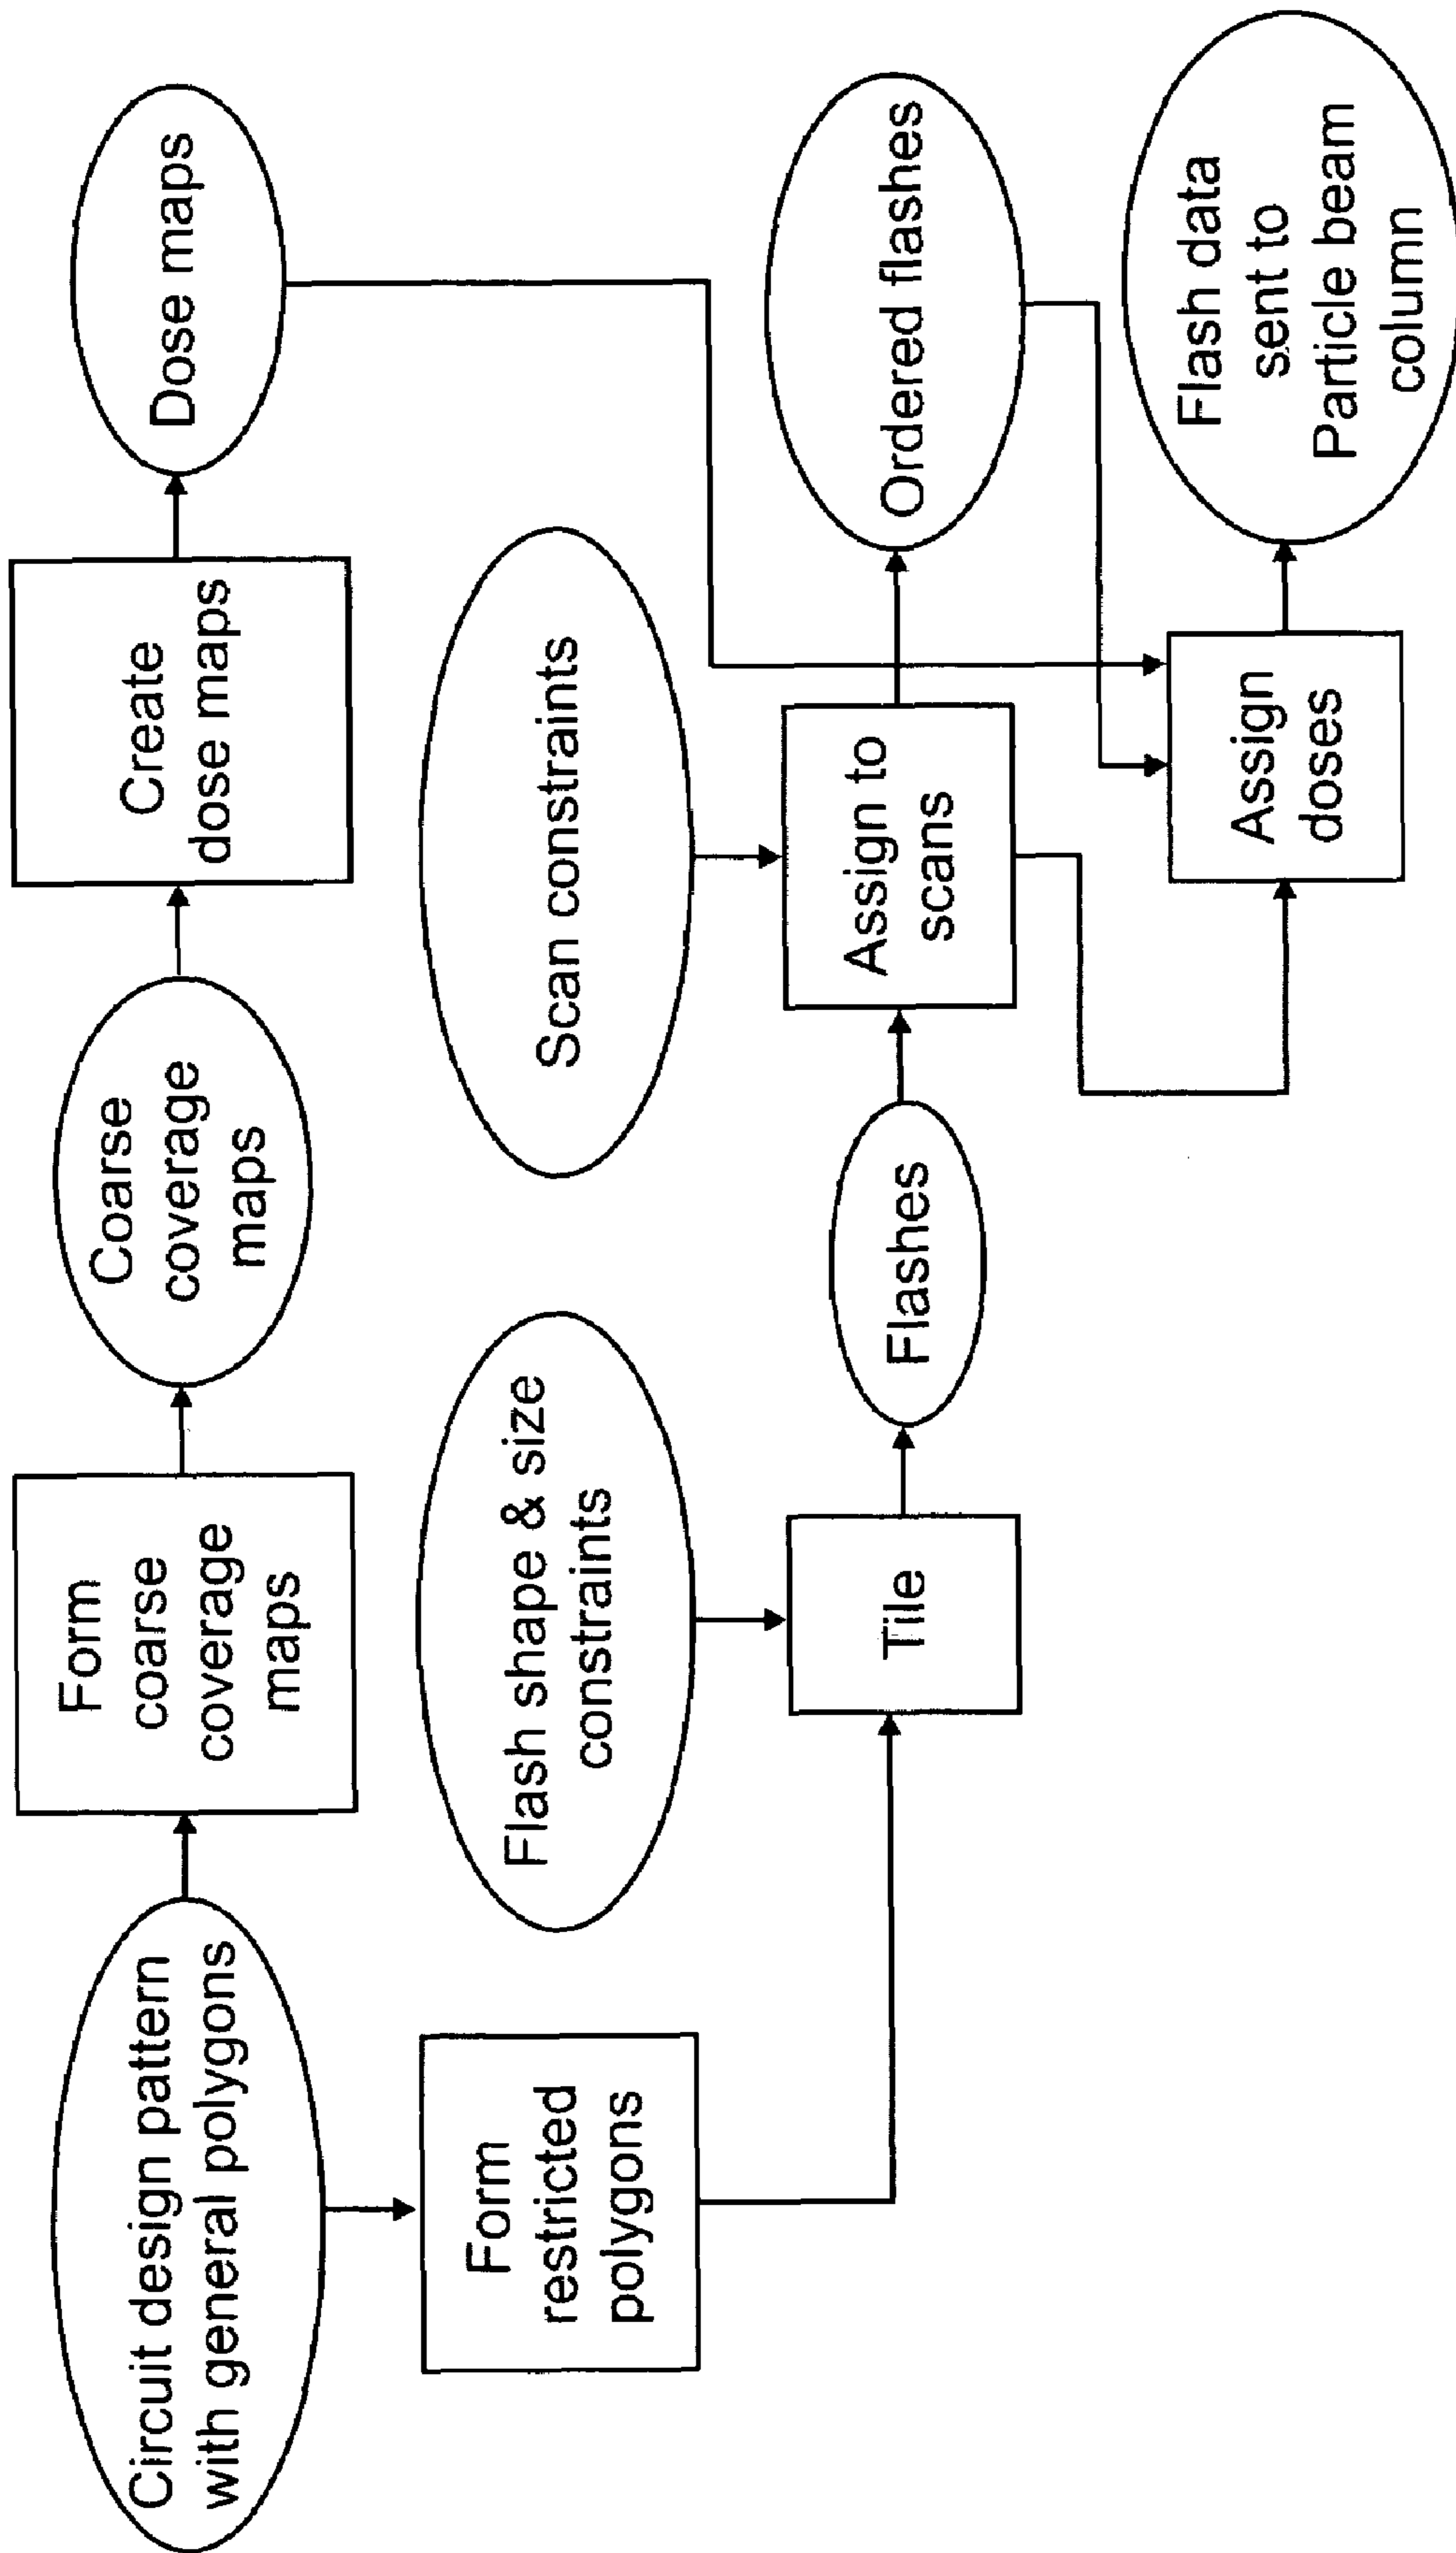 Circuit design pattern
with general polygons
Form
coarse
coverage
maps
Coarse
coverage
maps
Create
dose maps
Dose maps
Form
restricted
polygons
Flash shape & size
constraints
Scan constraints
Tile
Flashes
Assign to
scans
Ordered flashes
Assign
doses
Flash data
sent to
Particle beam
column